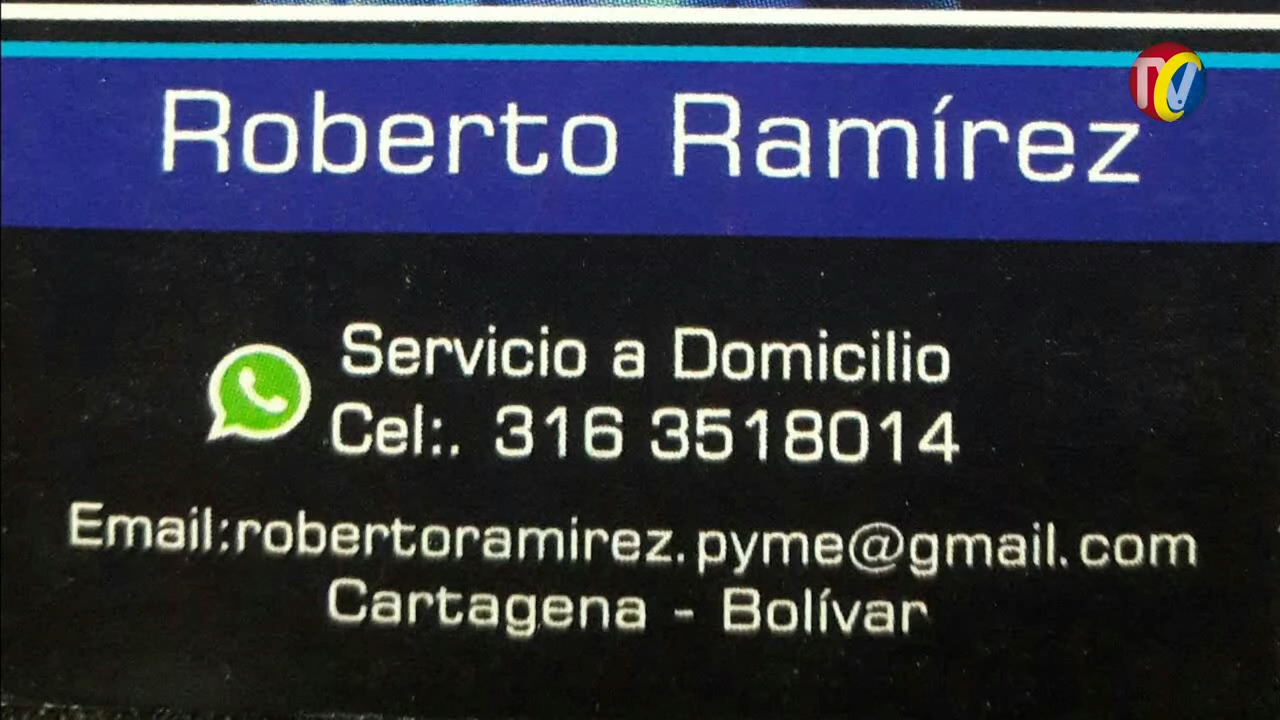 Roberto Ramírez
Servicio a Domicilio
Cel:. 316 3518014
Email:robertoramirez.pyme@gmail.com
Cartagena - Bolívar